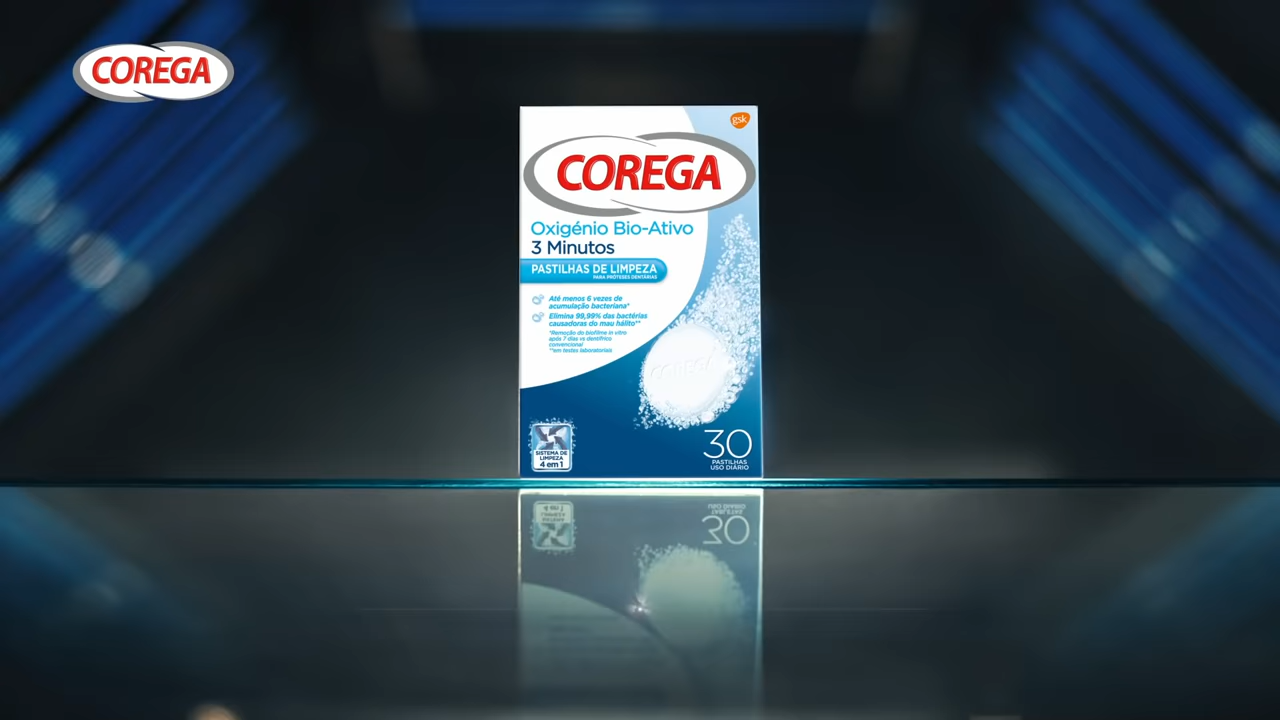 COREGA
gsk
COREGA
Oxigénio Bio-Ativo
3 Minutos
PASTILHAS DE LIMPEZA
PARA PRÓTESES DENTÁRIAS
Até menos 6 vezes de
acumulação bacteriana*
Elimina 99,99% das bactérias
causadoras do mau hálito**
*Remoção do biofilme in vitro
após 7 dias vs dentífrico
convencional
**em testes laboratoriais
COREGA
SISTEMA DE
LIMPEZA
4 em 1
30
PASTILHAS
USO DIÁRIO